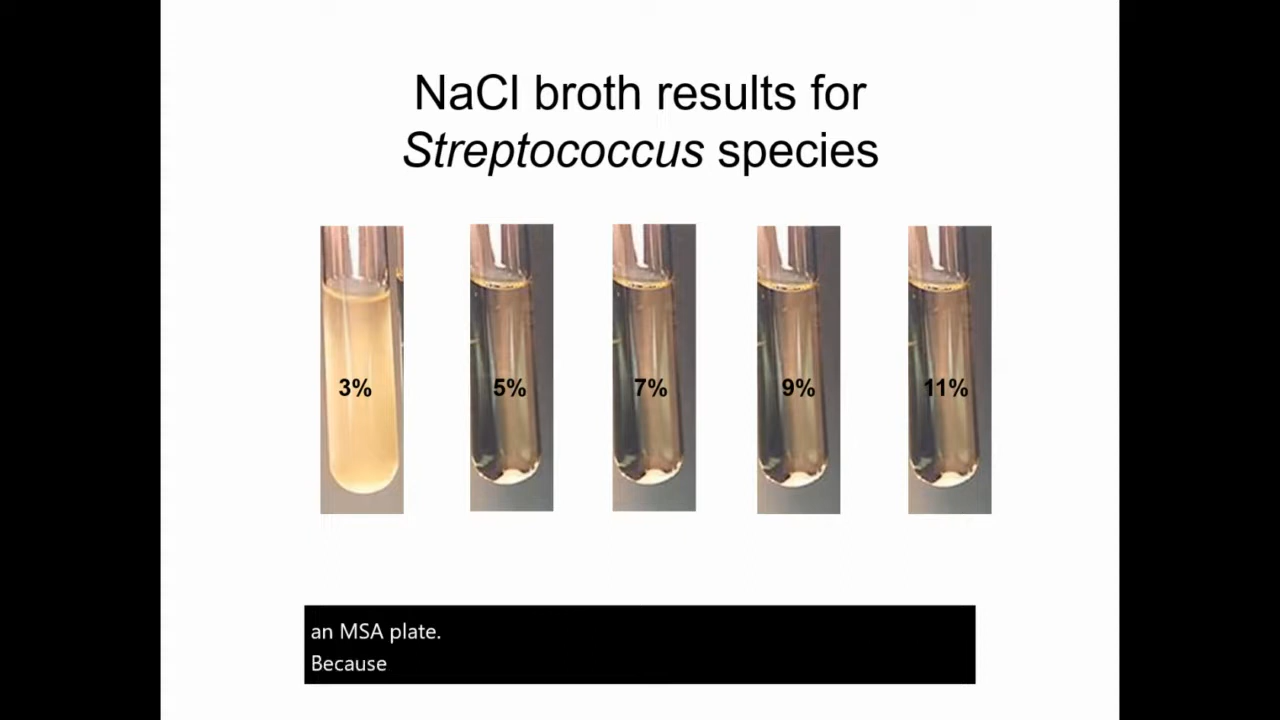 NaCl broth results for
Streptococcus species
3% 5% 7% 9% 11%
an MSA plate.
Because